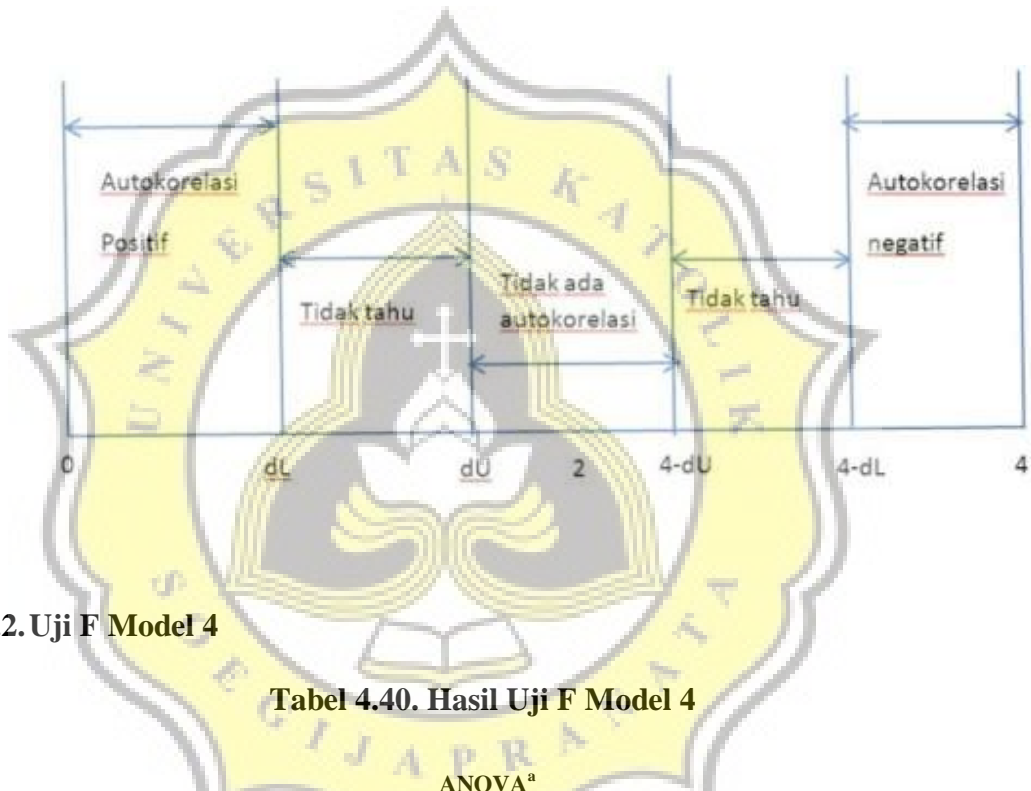 Autokorelasi
Positif
Tidak tahu
Tidak ada
autokorelasi
Tidak tahu
Autokorelasi
negatif
0 dL dU 2 4-dU 4-dL 4
UNIVERSITAS KATOLIK
SOEGIJAPRANATA
2. Uji F Model 4
Tabel 4.40. Hasil Uji F Model 4
ANOVAᵃ